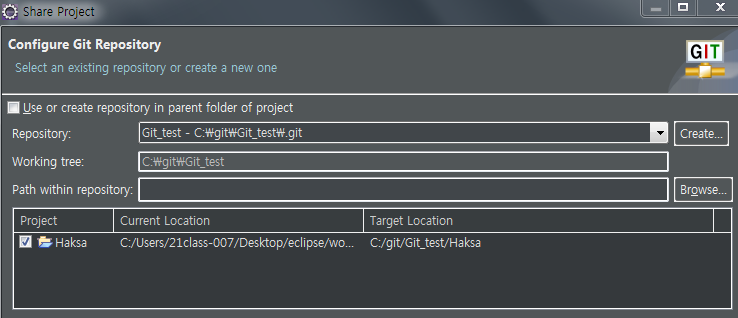 Share Project
Configure Git Repository
Select an existing repository or create a new one
GIT
Use or create repository in parent folder of project
Repository: Git_test - C:₩git₩Git_test₩.git Create...
Working tree: C:₩git₩Git_test
Path within repository: Browse...
Project Current Location Target Location
Haksa C:/Users/21class-007/Desktop/eclipse/wo... C:/git/Git_test/Haksa